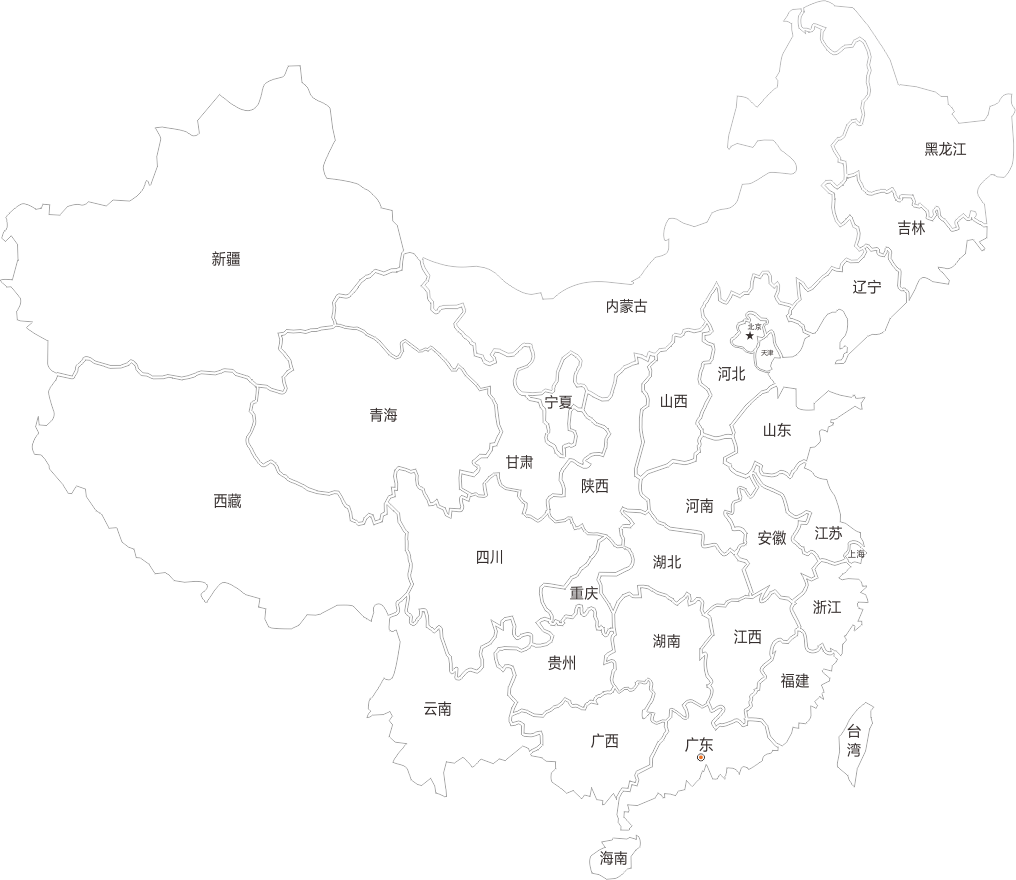 黑龙江
吉林
新疆
辽宁
内蒙古
北京
天津
河北
山西
宁夏
青海
山东
甘肃
陕西
西藏
河南
江苏
安徽
上海
四川
湖北
重庆
浙江
江西
湖南
贵州
福建
云南
台
湾
广西
广东
海南